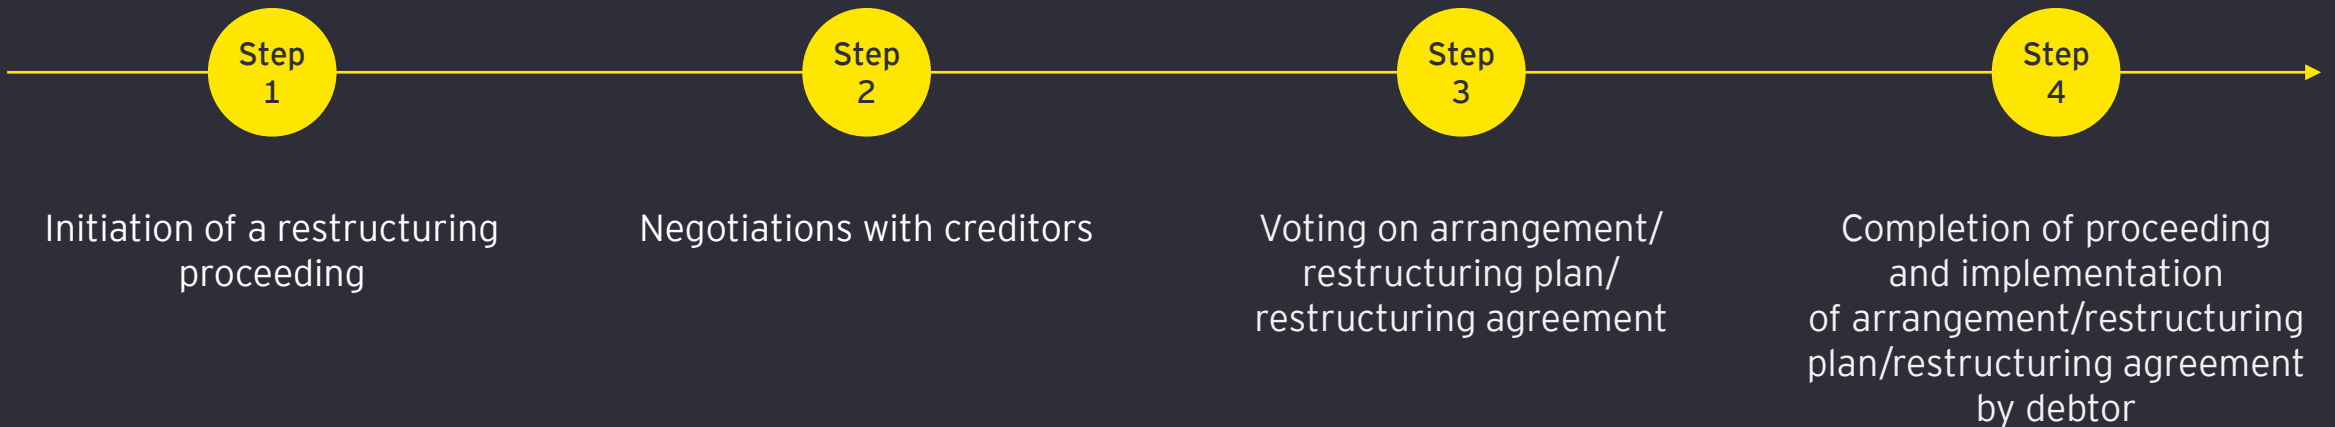 Step
1
Step
2
Step
3
Step
4
Initiation of a restructuring
proceeding
Negotiations with creditors
Voting on arrangement/
restructuring plan/
restructuring agreement
Completion of proceeding
and implementation
of arrangement/restructuring
plan/restructuring agreement
by debtor